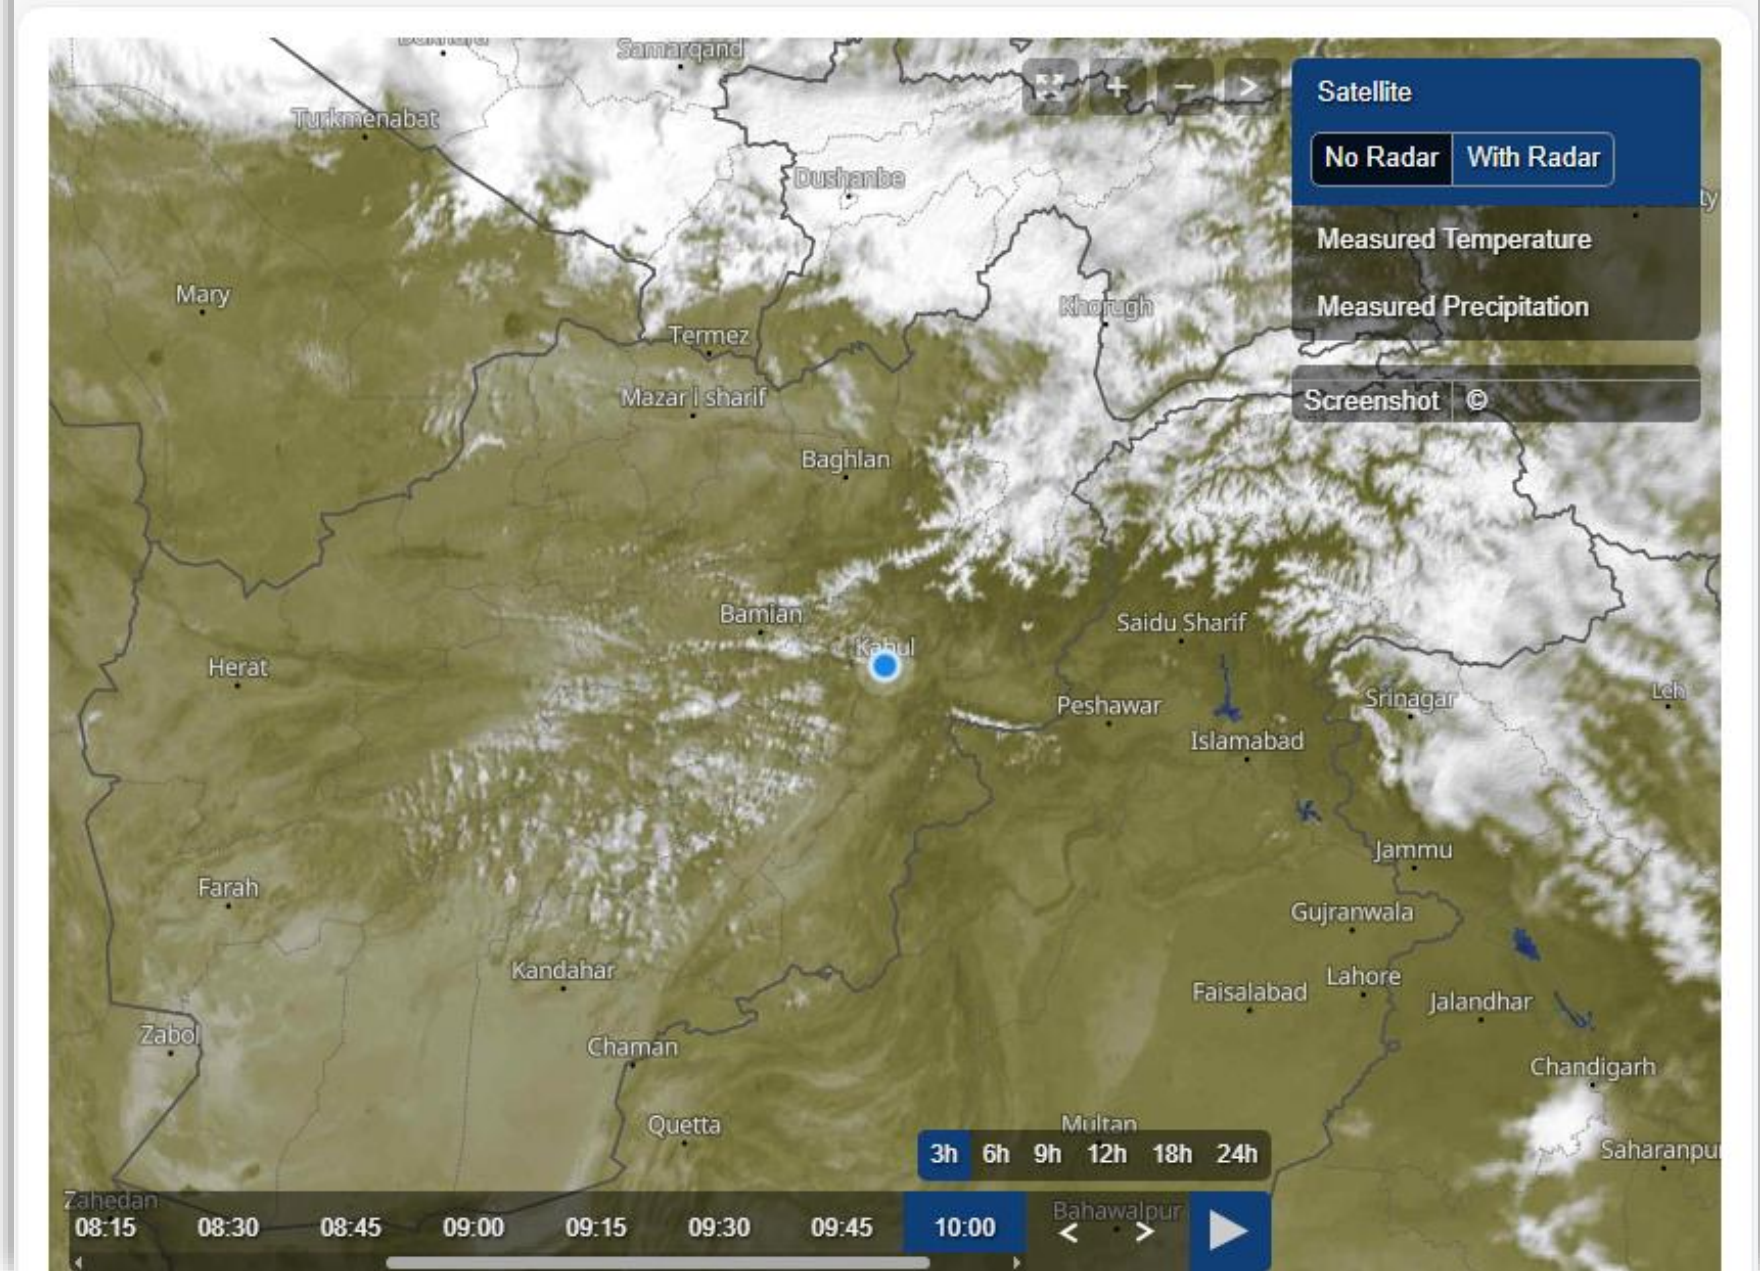 Samarqand
Satellite
Turkmenabat
No Radar
With Radar
Dushanbe
ty
Measured Temperature
Mary
Khorugh
Measured Precipitation
Termez
Mazar I sharif
Screenshot
©
Baghlan
Bamian
Saidu Sharif
Kabul
Herat
Leh
Srinagar
Peshawar
Islamabad
Jammu
Farah
Gujranwala
Kandahar
Lahore
Faisalabad
Jalandhar
Zabol
Chaman
Chandigarh
Quetta
Multan
3h 6h 9h 12h 18h 24h
Saharanpur
Zahedan
Bahawalpur
08:15 08:30 08:45 09:00 09:15 09:30 09:45 10:00 < >